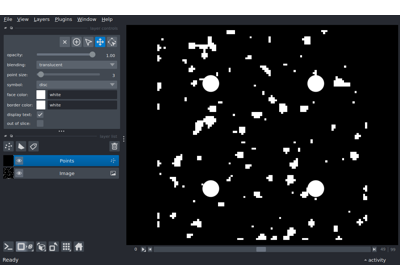 File View Layers Plugins Window Help
opacity: 1.00
blending: translucent
point size:
symbol: disc
face color: white
border color: white
display text:
out of slice:
Points
Image
Ready
activity